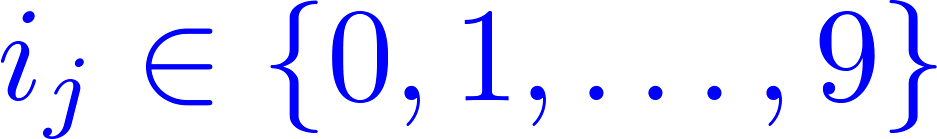 i_j ∈ {0, 1, . . . , 9}